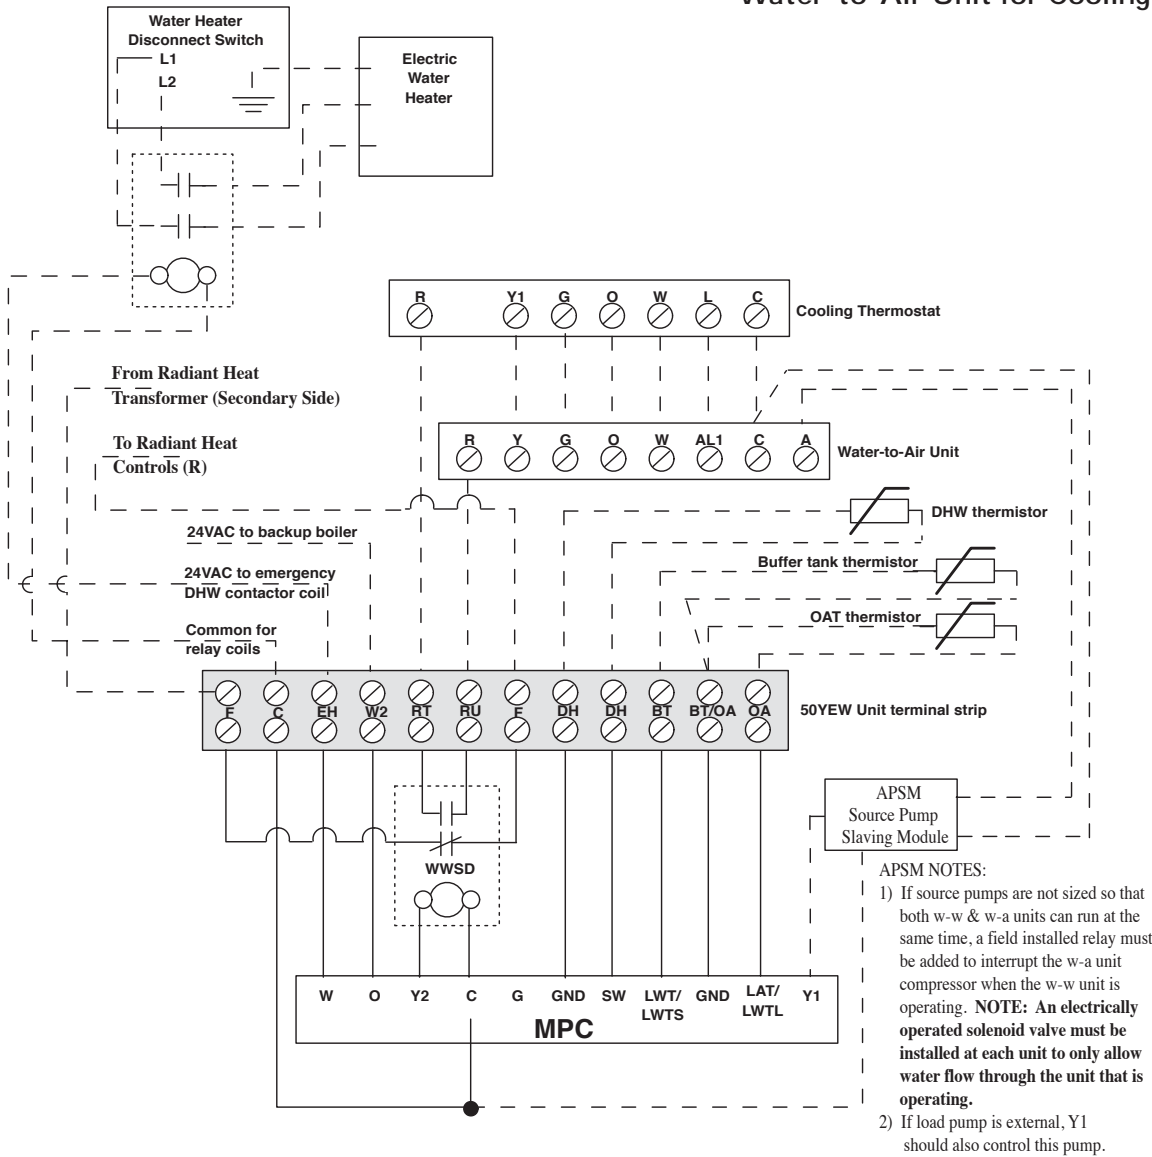 Water-to-Air Unit for Cooling
Water Heater
Disconnect Switch
L1
L2
Electric
Water
Heater
R Y1 G O W L C
Cooling Thermostat
From Radiant Heat
Transformer (Secondary Side)
To Radiant Heat
Controls (R)
R Y G O W AL1 C A
Water-to-Air Unit
DHW thermistor
24VAC to backup boiler
Buffer tank thermistor
24VAC to emergency
DHW contactor coil
OAT thermistor
Common for
relay coils
F C EH W2 RT RU F DH DH BT BT/OA OA
50YEW Unit terminal strip
APSM
Source Pump
Slaving Module
WWSD
APSM NOTES:
1) If source pumps are not sized so that
both w-w & w-a units can run at the
same time, a field installed relay must
be added to interrupt the w-a unit
compressor when the w-w unit is
operating. NOTE: An electrically
operated solenoid valve must be
installed at each unit to only allow
water flow through the unit that is
operating.
2) If load pump is external, Y1
should also control this pump.
W O Y2 C G GND SW LWT/ GND LAT/ Y1
LWTS LWTL
MPC